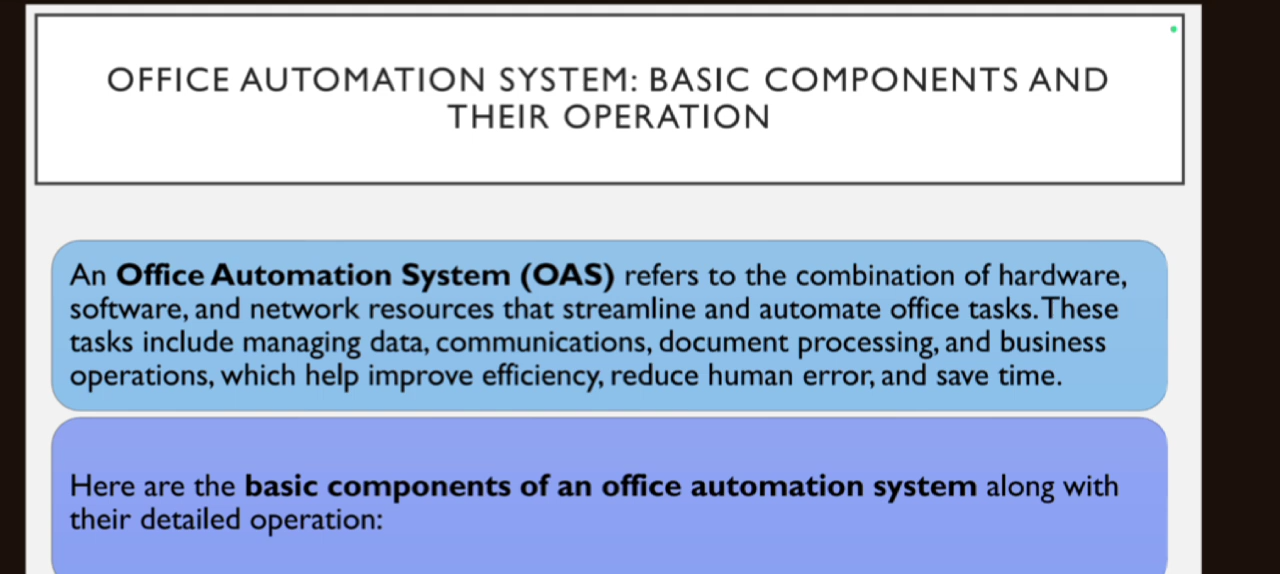 OFFICE AUTOMATION SYSTEM: BASIC COMPONENTS AND
THEIR OPERATION
An Office Automation System (OAS) refers to the combination of hardware,
software, and network resources that streamline and automate office tasks. These
tasks include managing data, communications, document processing, and business
operations, which help improve efficiency, reduce human error, and save time.
Here are the basic components of an office automation system along with
their detailed operation: